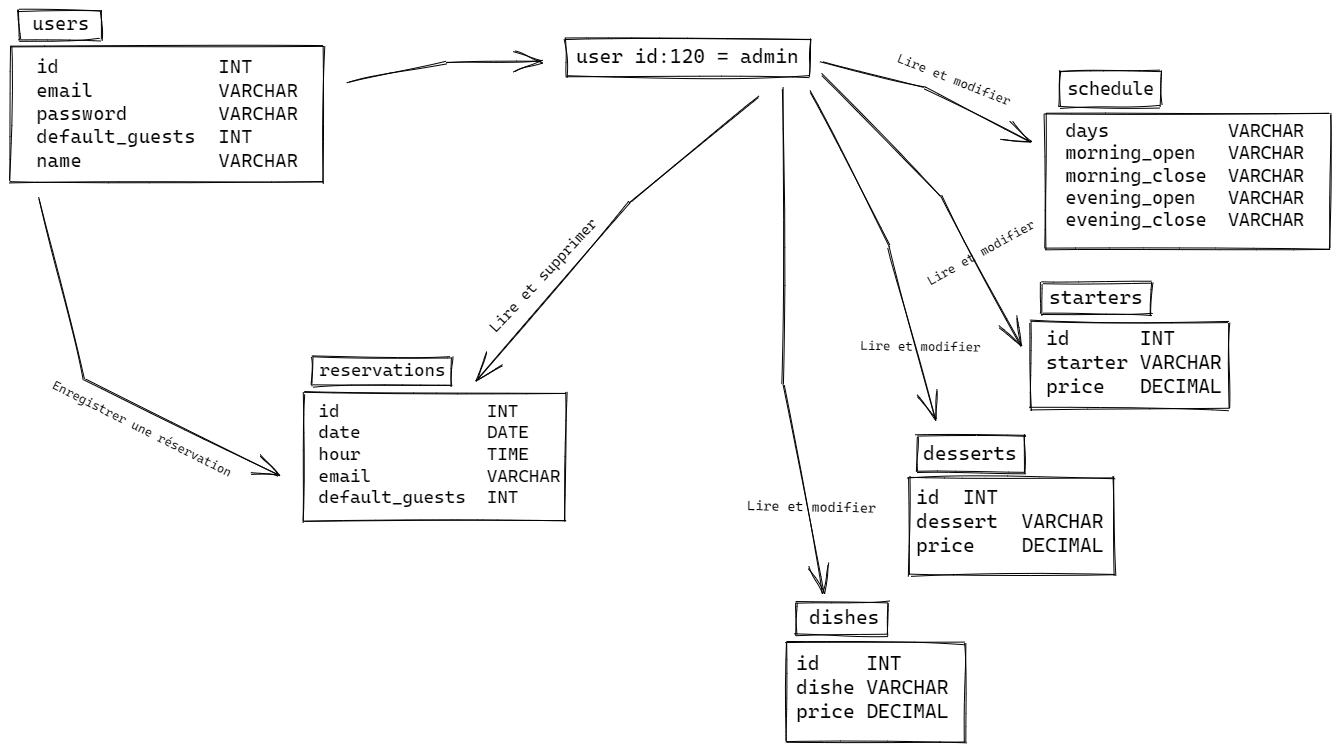 users
id INT
email VARCHAR
password VARCHAR
default_guests INT
name VARCHAR
user id:120 = admin
Lire et modifier
schedule
days VARCHAR
morning_open VARCHAR
morning_close VARCHAR
evening_open VARCHAR
evening_close VARCHAR
Lire et supprimer
Lire et modifier
starters
id INT
starter VARCHAR
price DECIMAL
Lire et modifier
Enregistrer une réservation
reservations
id INT
date DATE
hour TIME
email VARCHAR
default_guests INT
desserts
id INT
dessert VARCHAR
price DECIMAL
Lire et modifier
dishes
id INT
dishe VARCHAR
price DECIMAL